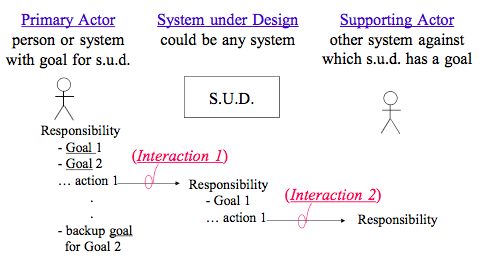 Primary Actor
person or system
with goal for s.u.d.
System under Design
could be any system
Supporting Actor
other system against
which s.u.d. has a goal
S.U.D.
Responsibility
- Goal 1
- Goal 2
... action 1
.
.
- backup goal
for Goal 2
(Interaction 1)
Responsibility
- Goal 1
... action 1
(Interaction 2)
Responsibility